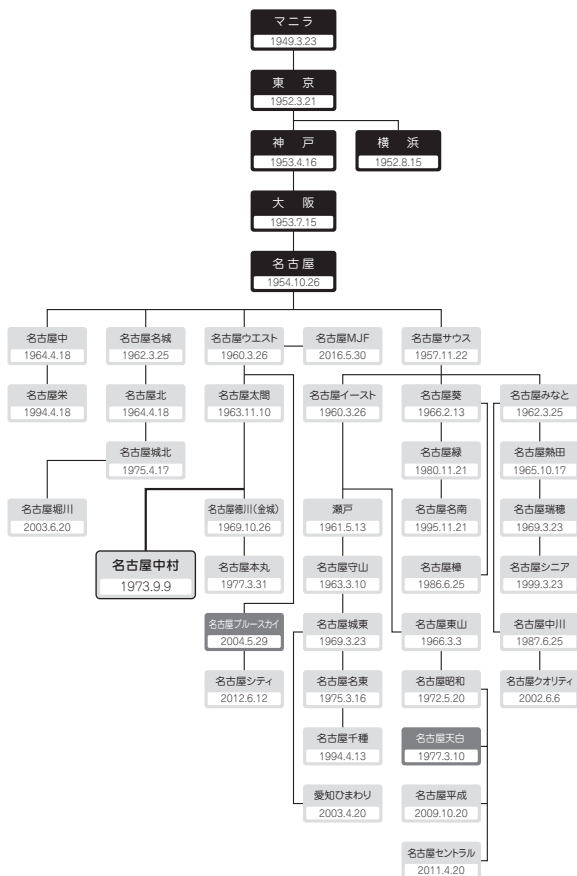 マニラ
1949.3.23
東京
1952.3.21
神戸
1953.4.16
横浜
1952.8.15
大阪
1953.7.15
名古屋
1954.10.26
名古屋中
1964.4.18
名古屋名城
1962.3.25
名古屋ウエスト
1960.3.26
名古屋MJF
2016.5.30
名古屋サウス
1957.11.22
名古屋栄
1994.4.18
名古屋北
1964.4.18
名古屋太閤
1963.11.10
名古屋イースト
1960.3.26
名古屋葵
1966.2.13
名古屋みなと
1962.3.25
名古屋城北
1975.4.17
名古屋緑
1980.11.21
名古屋熱田
1965.10.17
名古屋堀川
2003.6.20
名古屋徳川(金城)
1969.10.26
瀬戸
1961.5.13
名古屋名南
1995.11.21
名古屋瑞穂
1969.3.23
名古屋中村
1973.9.9
名古屋本丸
1977.3.31
名古屋守山
1963.3.10
名古屋樟
1986.6.25
名古屋シニア
1999.3.23
名古屋ブルースカイ
2004.5.29
名古屋城東
1969.3.23
名古屋東山
1966.3.3
名古屋中川
1987.6.25
名古屋シティ
2012.6.12
名古屋名東
1975.3.16
名古屋昭和
1972.5.20
名古屋クオリティ
2002.6.6
名古屋千種
1994.4.13
名古屋天白
1977.3.10
愛知ひまわり
2003.4.20
名古屋平成
2009.10.20
名古屋セントラル
2011.4.20